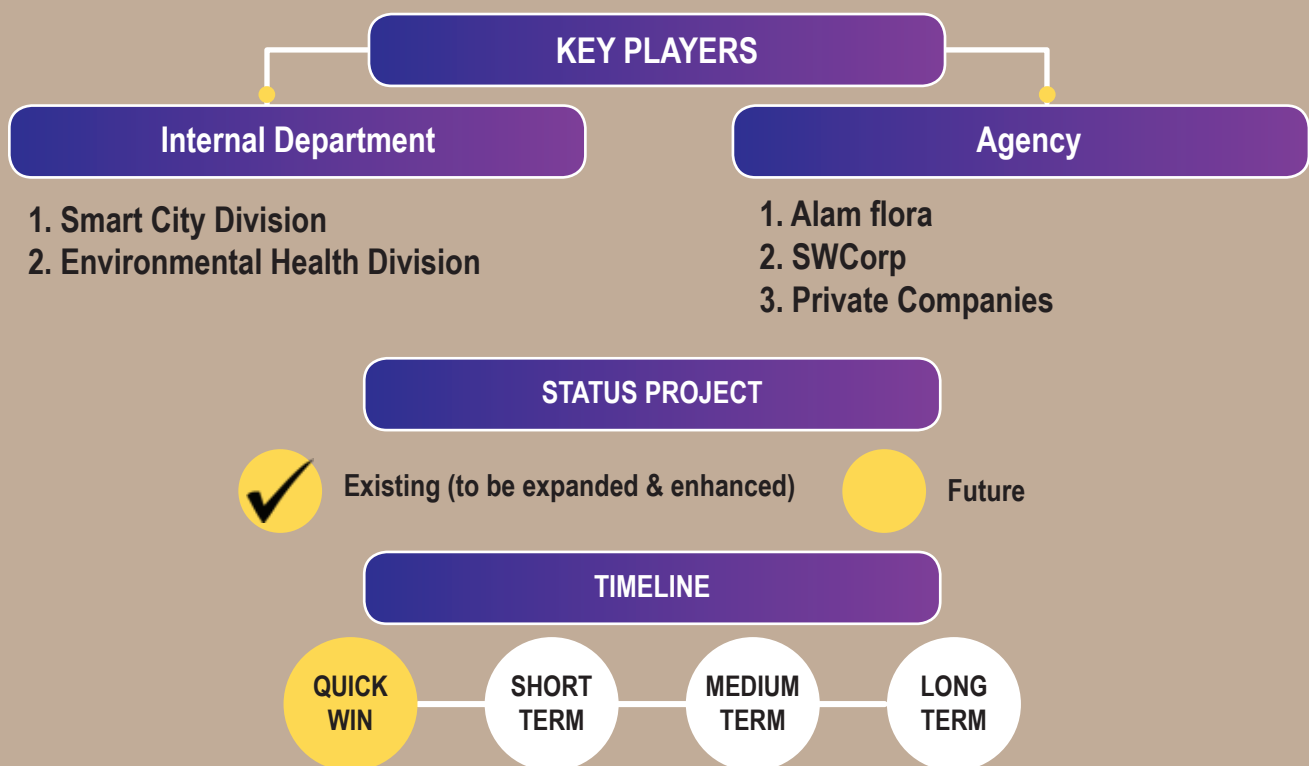 KEY PLAYERS
Internal Department
1. Smart City Division
2. Environmental Health Division
Agency
1. Alam flora
2. SWCorp
3. Private Companies
STATUS PROJECT
Existing (to be expanded & enhanced)
Future
TIMELINE
QUICK
WIN
SHORT
TERM
MEDIUM
TERM
LONG
TERM